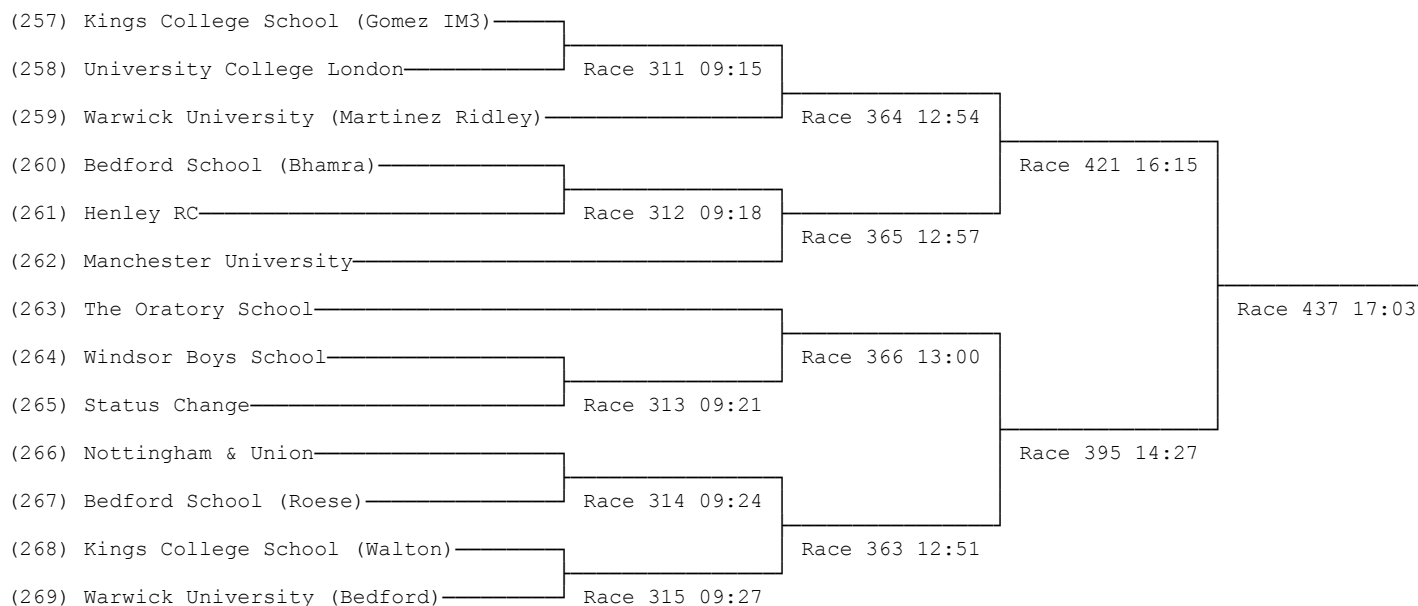 (257) Kings College School (Gomez IM3)
(258) University College London
Race 311 09:15
(259) Warwick University (Martinez Ridley)
Race 364 12:54
(260) Bedford School (Bhamra)
Race 421 16:15
(261) Henley RC
Race 312 09:18
Race 365 12:57
(262) Manchester University
(263) The Oratory School
Race 437 17:03
(264) Windsor Boys School
Race 366 13:00
(265) Status Change
Race 313 09:21
(266) Nottingham & Union
Race 395 14:27
(267) Bedford School (Roese)
Race 314 09:24
(268) Kings College School (Walton)
Race 363 12:51
(269) Warwick University (Bedford)
Race 315 09:27